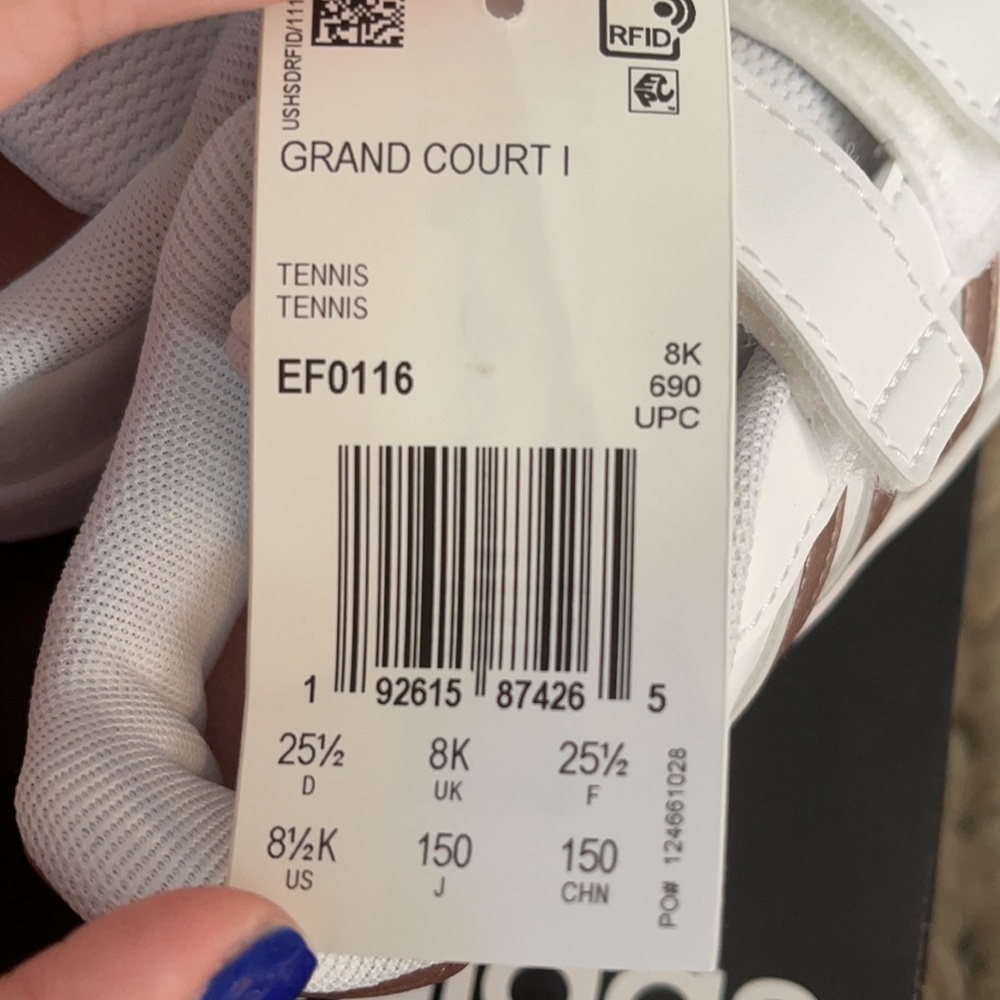 USHSDRFID/111
RFID
EPC
GRAND COURT I
TENNIS
TENNIS
EF0116
8K
690
UPC
1 92615 87426 5
25½ 8K 25½
D UK F
8½K 150 150
US J CHN
PO# 124661028